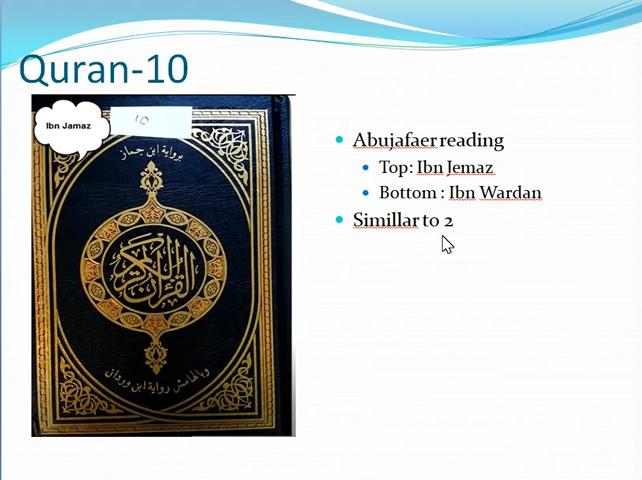 Quran-10
Ibn Jamaz
10
برواية ابن جماز
القرآن الكريم
وبالهامش رواية ابن وردان
Abujafaer reading
Top: Ibn Jemaz
Bottom : Ibn Wardan
Simillar to 2